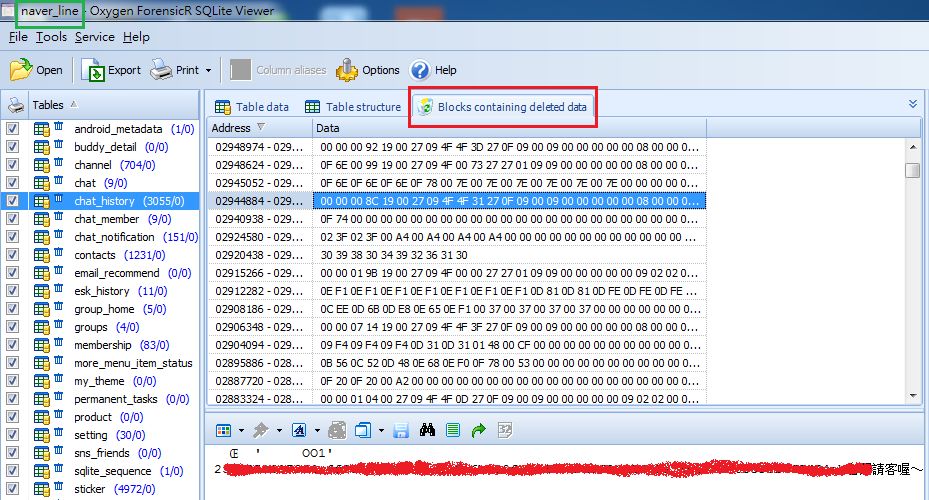 naver_line - Oxygen ForensicR SQLite Viewer
File Tools Service Help
Open Export Print Column aliases Options Help
Tables
android_metadata (1/0)
buddy_detail (0/0)
channel (704/0)
chat (9/0)
chat_history (3055/0)
chat_member (9/0)
chat_notification (151/0)
contacts (1231/0)
email_recommend (0/0)
esk_history (11/0)
group_home (5/0)
groups (4/0)
membership (83/0)
more_menu_item_status
my_theme (0/0)
permanent_tasks (0/0)
product (0/0)
setting (30/0)
sns_friends (0/0)
sqlite_sequence (1/0)
sticker (4972/0)
Table data Table structure Blocks containing deleted data
Address Data
02948974 - 029... 00 00 00 92 19 00 27 09 4F 4F 3D 27 0F 09 00 09 00 00 00 00 00 08 00 00 0...
02948624 - 029... 0F 6E 00 99 19 00 27 09 4F 4F 00 73 27 27 01 09 09 00 00 00 00 00 08 00 0...
02945052 - 029... 0F 6E 0F 6E 0F 6E 0F 78 00 7E 00 7E 00 7E 00 7E 00 7E 00 00 00 00 00 0...
02944884 - 029... 00 00 00 8C 19 00 27 09 4F 4F 31 27 0F 09 00 09 00 00 00 00 00 08 00 00 0...
02940938 - 029... 0F 74 00 00 00 00 00 00 00 00 00 00 00 00 00 00 00 00 00 00 00 00 00 00 0...
02924580 - 029... 02 3F 02 3F 00 A4 00 A4 00 A4 00 A4 00 00 00 00 00 00 00 00 00 00 00 00 ...
02920438 - 029... 30 39 38 30 34 39 32 36 31 30
02915266 - 029... 00 00 01 9B 19 00 27 09 4F 00 00 27 27 01 09 09 00 00 00 00 00 09 02 02 0...
02912282 - 029... 0E F1 0E F1 0E F1 0E F1 0E F1 0E F1 0D 81 0D 81 0D FE 0D FE 0D FE ...
02908186 - 029... 0C EE 0D 6B 0D E8 0E 65 0E F1 00 37 00 37 00 37 00 37 00 00 00 00 00 0...
02906348 - 029... 00 00 07 14 19 00 27 09 4F 4F 3F 27 0F 09 00 09 00 00 00 00 00 08 00 00 0...
02904094 - 029... 09 F4 09 F4 09 F4 0D 31 0D 31 01 48 00 CF 00 00 00 00 00 00 00 00 00 0...
02895886 - 028... 0B 56 0C 52 0D 48 0E 68 0E F0 0F 78 00 53 00 00 00 00 00 00 00 00 00 0...
02887720 - 028... 0F 20 0F 20 00 A2 00 00 00 00 00 00 00 00 00 00 00 00 00 00 00 00 00 0...
02883324 - 028... 00 00 01 04 00 27 09 4F 4F 0D 27 0F 09 00 09 00 00 00 00 00 09 02 02 00 0...
Œ ' OO1'
2
請客喔～